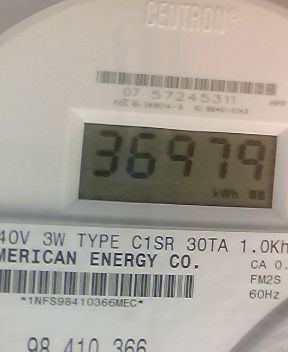 CENTRON®
07 57245311
36979
kWh
40V 3W TYPE C1SR 30TA 1.0Kh
MERICAN ENERGY CO.
CA 0.
FM2S
60Hz
*1NFS98410366MEC*
98 410 366